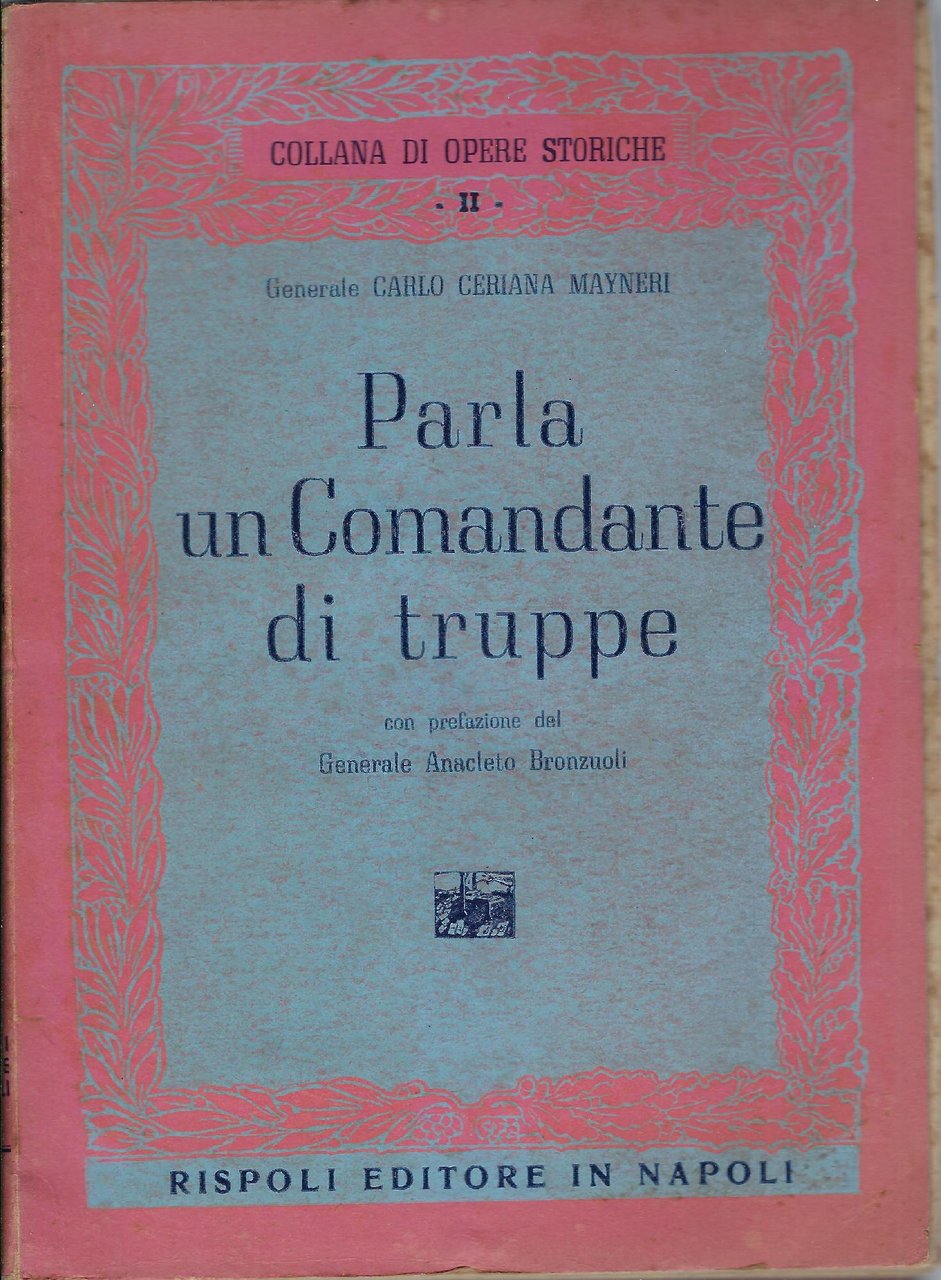 COLLANA DI OPERE STORICHE
- II -
Generale CARLO CERIANA MAYNERI
Parla
un Comandante
di truppe
con prefazione del
Generale Anacleto Bronzuoli
RISPOLI EDITORE IN NAPOLI